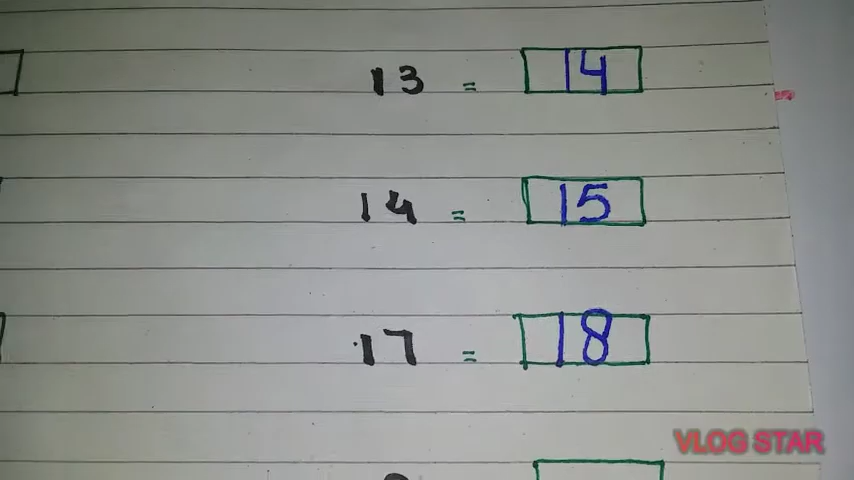 13 = 14
14 = 15
17 = 18
VLOG STAR